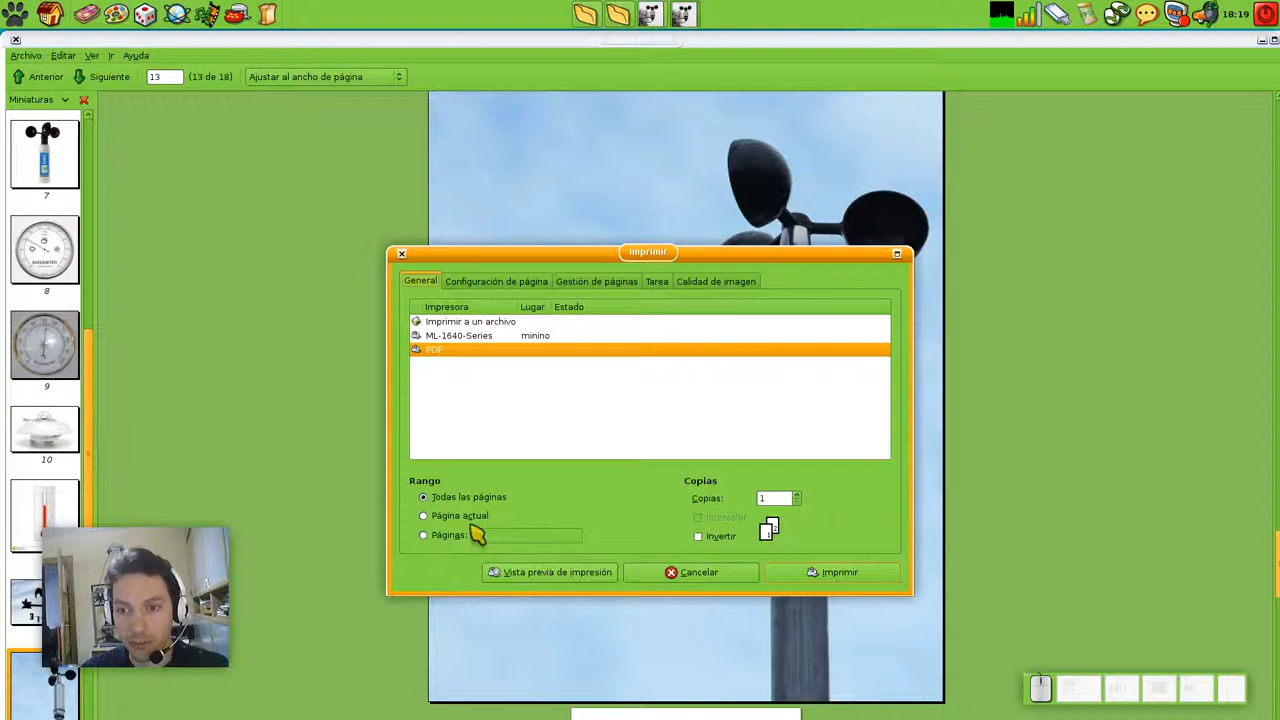 18:19
Archivo Editar Ver Ir Ayuda
Anterior Siguiente 13 (13 de 18) Ajustar al ancho de página
Miniaturas
7
BAROMETER
8
9
10
Imprimir
General Configuración de página Gestión de páginas Tarea Calidad de imagen
Impresora Lugar Estado
Imprimir a un archivo
ML-1640-Series minino
PDF
Rango
Todas las páginas
Página actual
Páginas:
Copias
Copias: 1
Intercalar
Invertir
Vista previa de impresión Cancelar Imprimir